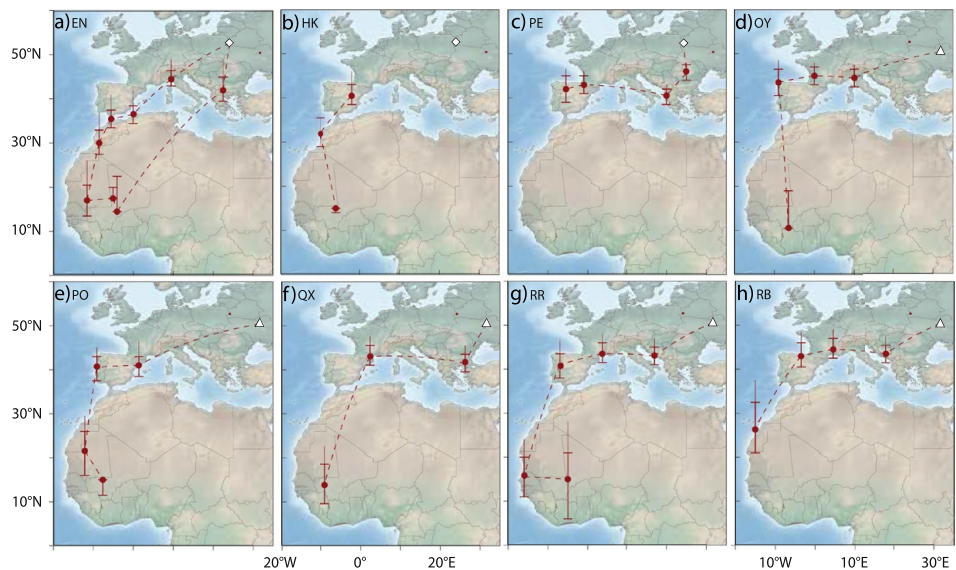 a) EN
b) HK
c) PE
d) OY
50°N
30°N
10°N
e) PO
f) QX
g) RR
h) RB
50°N
30°N
10°N
20°W 0° 20°E 10°W 10°E 30°E